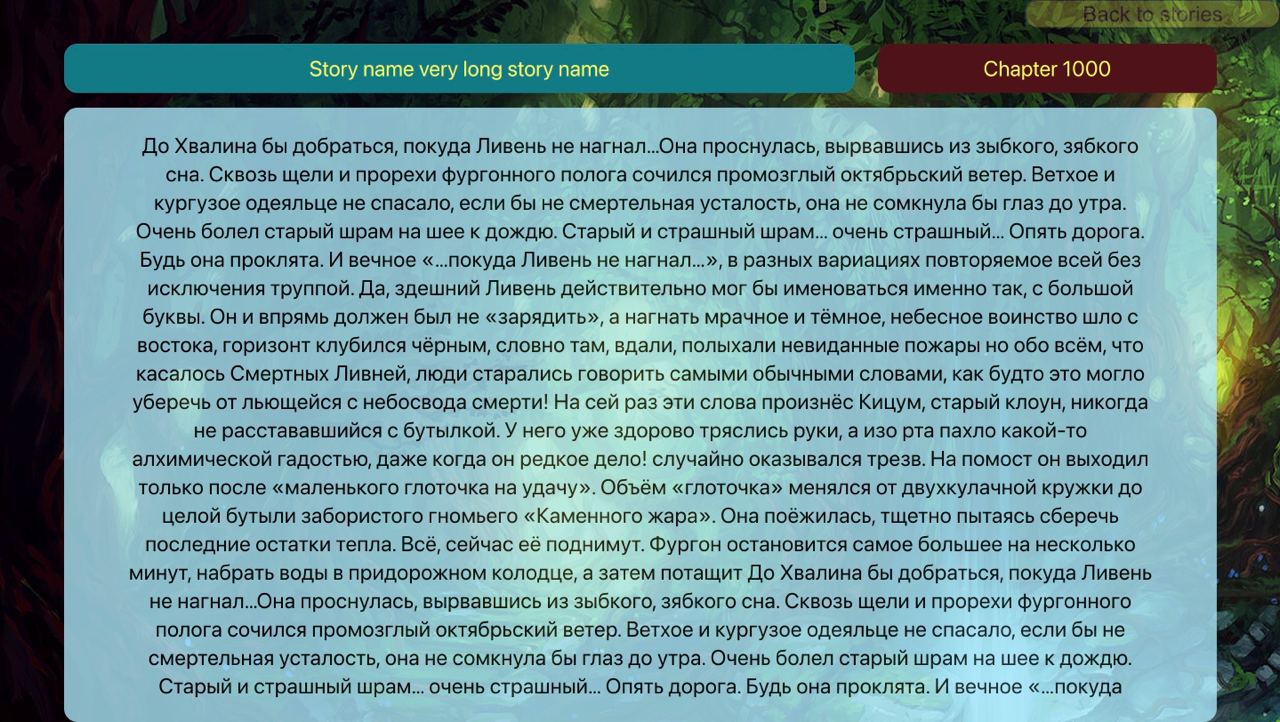 Back to stories
Story name very long story name
Chapter 1000
До Хвалина бы добраться, покуда Ливень не нагнал...Она проснулась, вырвавшись из зыбкого, зябкого
сна. Сквозь щели и прорехи фургонного полога сочился промозглый октябрьский ветер. Ветхое и
кургузое одеяльце не спасало, если бы не смертельная усталость, она не сомкнула бы глаз до утра.
Очень болел старый шрам на шее к дождю. Старый и страшный шрам... очень страшный... Опять дорога.
Будь она проклята. И вечное «...покуда Ливень не нагнал...», в разных вариациях повторяемое всей без
исключения труппой. Да, здешний Ливень действительно мог бы именоваться именно так, с большой
буквы. Он и впрямь должен был не «зарядить», а нагнать мрачное и тёмное, небесное воинство шло с
востока, горизонт клубился чёрным, словно там, вдали, полыхали невиданные пожары но обо всём, что
касалось Смертных Ливней, люди старались говорить самыми обычными словами, как будто это могло
уберечь от льющейся с небосвода смерти! На сей раз эти слова произнёс Кицум, старый клоун, никогда
не расстававшийся с бутылкой. У него уже здорово тряслись руки, а изо рта пахло какой-то
алхимической гадостью, даже когда он редкое дело! случайно оказывался трезв. На помост он выходил
только после «маленького глоточка на удачу». Объём «глоточка» менялся от двухкулачной кружки до
целой бутыли забористого гномьего «Каменного жара». Она поёжилась, тщетно пытаясь сберечь
последние остатки тепла. Всё, сейчас её поднимут. Фургон остановится самое большее на несколько
минут, набрать воды в придорожном колодце, а затем потащит До Хвалина бы добраться, покуда Ливень
не нагнал...Она проснулась, вырвавшись из зыбкого, зябкого сна. Сквозь щели и прорехи фургонного
полога сочился промозглый октябрьский ветер. Ветхое и кургузое одеяльце не спасало, если бы не
смертельная усталость, она не сомкнула бы глаз до утра. Очень болел старый шрам на шее к дождю.
Старый и страшный шрам... очень страшный... Опять дорога. Будь она проклята. И вечное «...покуда